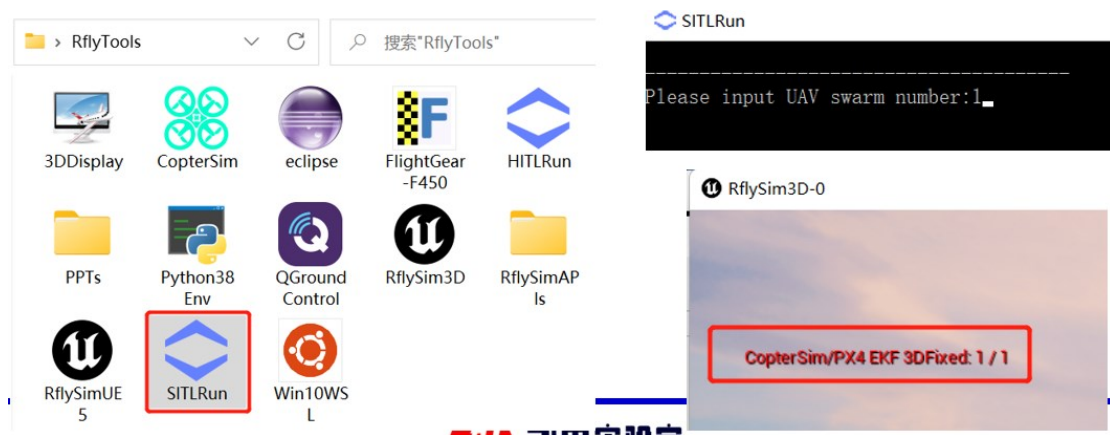 RflyTools
搜索"RflyTools"
3DDisplay
CopterSim
eclipse
FlightGear
-F450
HITLRun
PPTs
Python38
Env
QGround
Control
RflySim3D
RflySimAP
Is
RflySimUE
5
SITLRun
Win10WS
L
SITLRun
Please input UAV swarm number:1
RflySim3D-0
CopterSim/PX4 EKF 3DFixed: 1 / 1